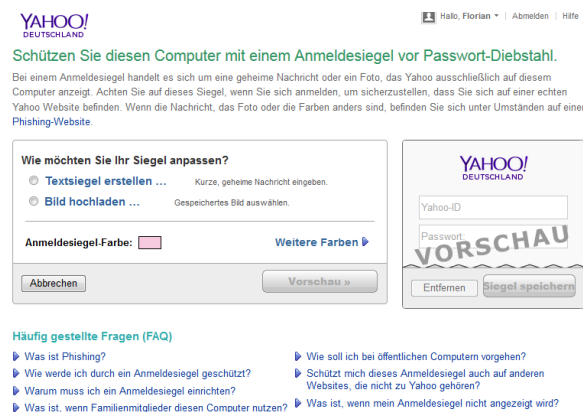 YAHOO!
DEUTSCHLAND
Hallo, Florian | Abmelden | Hilfe
Schützen Sie diesen Computer mit einem Anmeldesiegel vor Passwort-Diebstahl.
Bei einem Anmeldesiegel handelt es sich um eine geheime Nachricht oder ein Foto, das Yahoo ausschließlich auf diesem
Computer anzeigt. Achten Sie auf dieses Siegel, wenn Sie sich anmelden, um sicherzustellen, dass Sie sich auf einer echten
Yahoo Website befinden. Wenn die Nachricht, das Foto oder die Farben anders sind, befinden Sie sich unter Umständen auf einer
Phishing-Website.
Wie möchten Sie Ihr Siegel anpassen?
Textsiegel erstellen ... Kurze, geheime Nachricht eingeben.
Bild hochladen ... Gespeichertes Bild auswählen.
Anmeldesiegel-Farbe: Weitere Farben
Abbrechen Vorschau »
YAHOO!
DEUTSCHLAND
Yahoo-ID
Passwort:
VORSCHAU
Entfernen Siegel speichern
Häufig gestellte Fragen (FAQ)
Was ist Phishing?
Wie werde ich durch ein Anmeldesiegel geschützt?
Warum muss ich ein Anmeldesiegel einrichten?
Was ist, wenn Familienmitglieder diesen Computer nutzen?
Wie soll ich bei öffentlichen Computern vorgehen?
Schützt mich dieses Anmeldesiegel auch auf anderen
Websites, die nicht zu Yahoo gehören?
Was ist, wenn mein Anmeldesiegel nicht angezeigt wird?